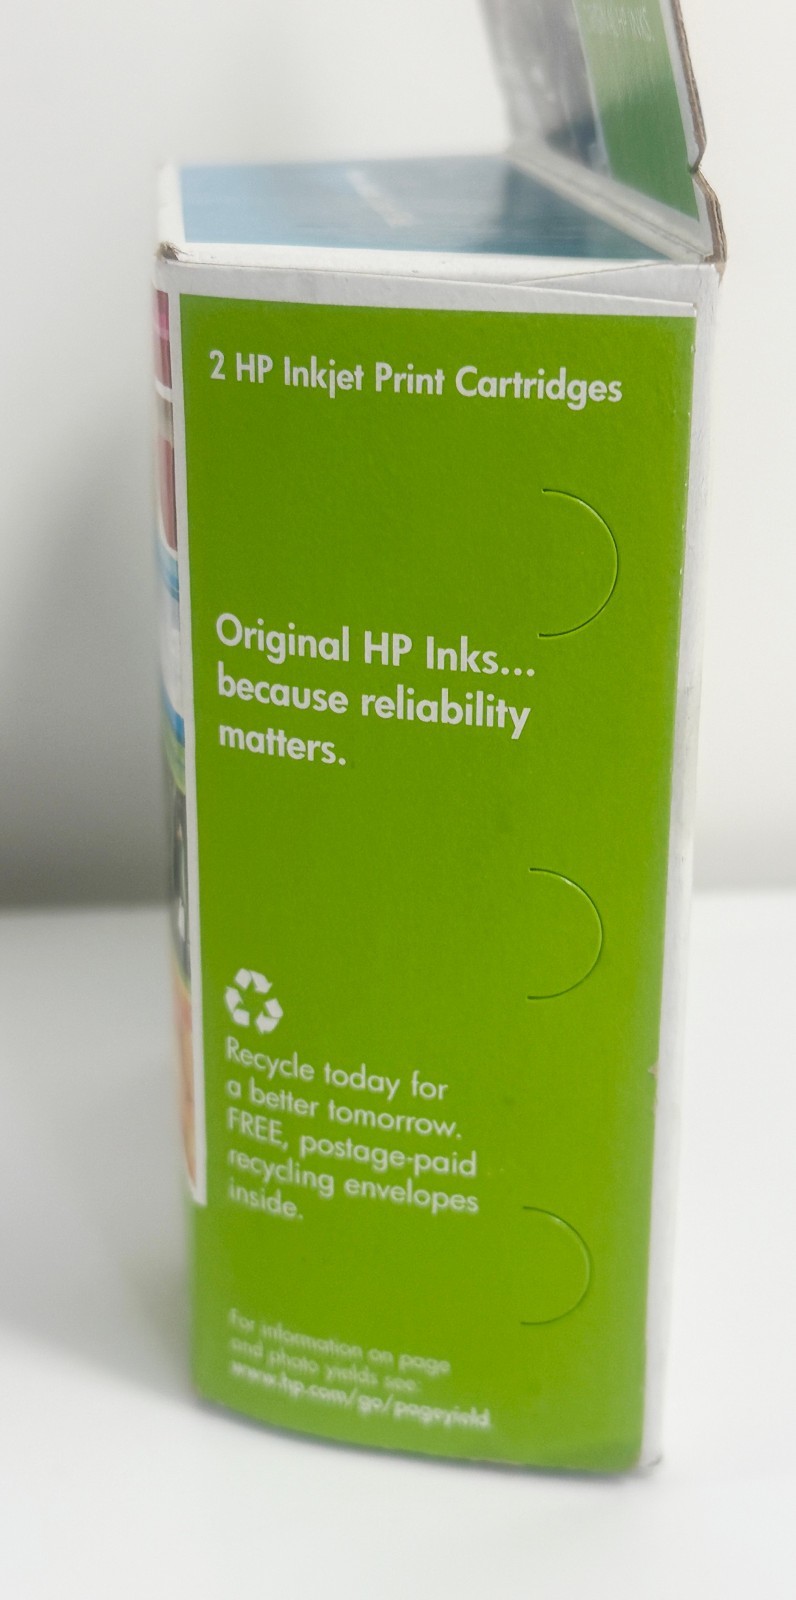 2 HP Inkjet Print Cartridges
Original HP Inks...
because reliability
matters.
Recycle today for
a better tomorrow.
FREE, postage-paid
recycling envelopes
inside.
For information on page
and photo yields see:
www.hp.com/go/pageyield